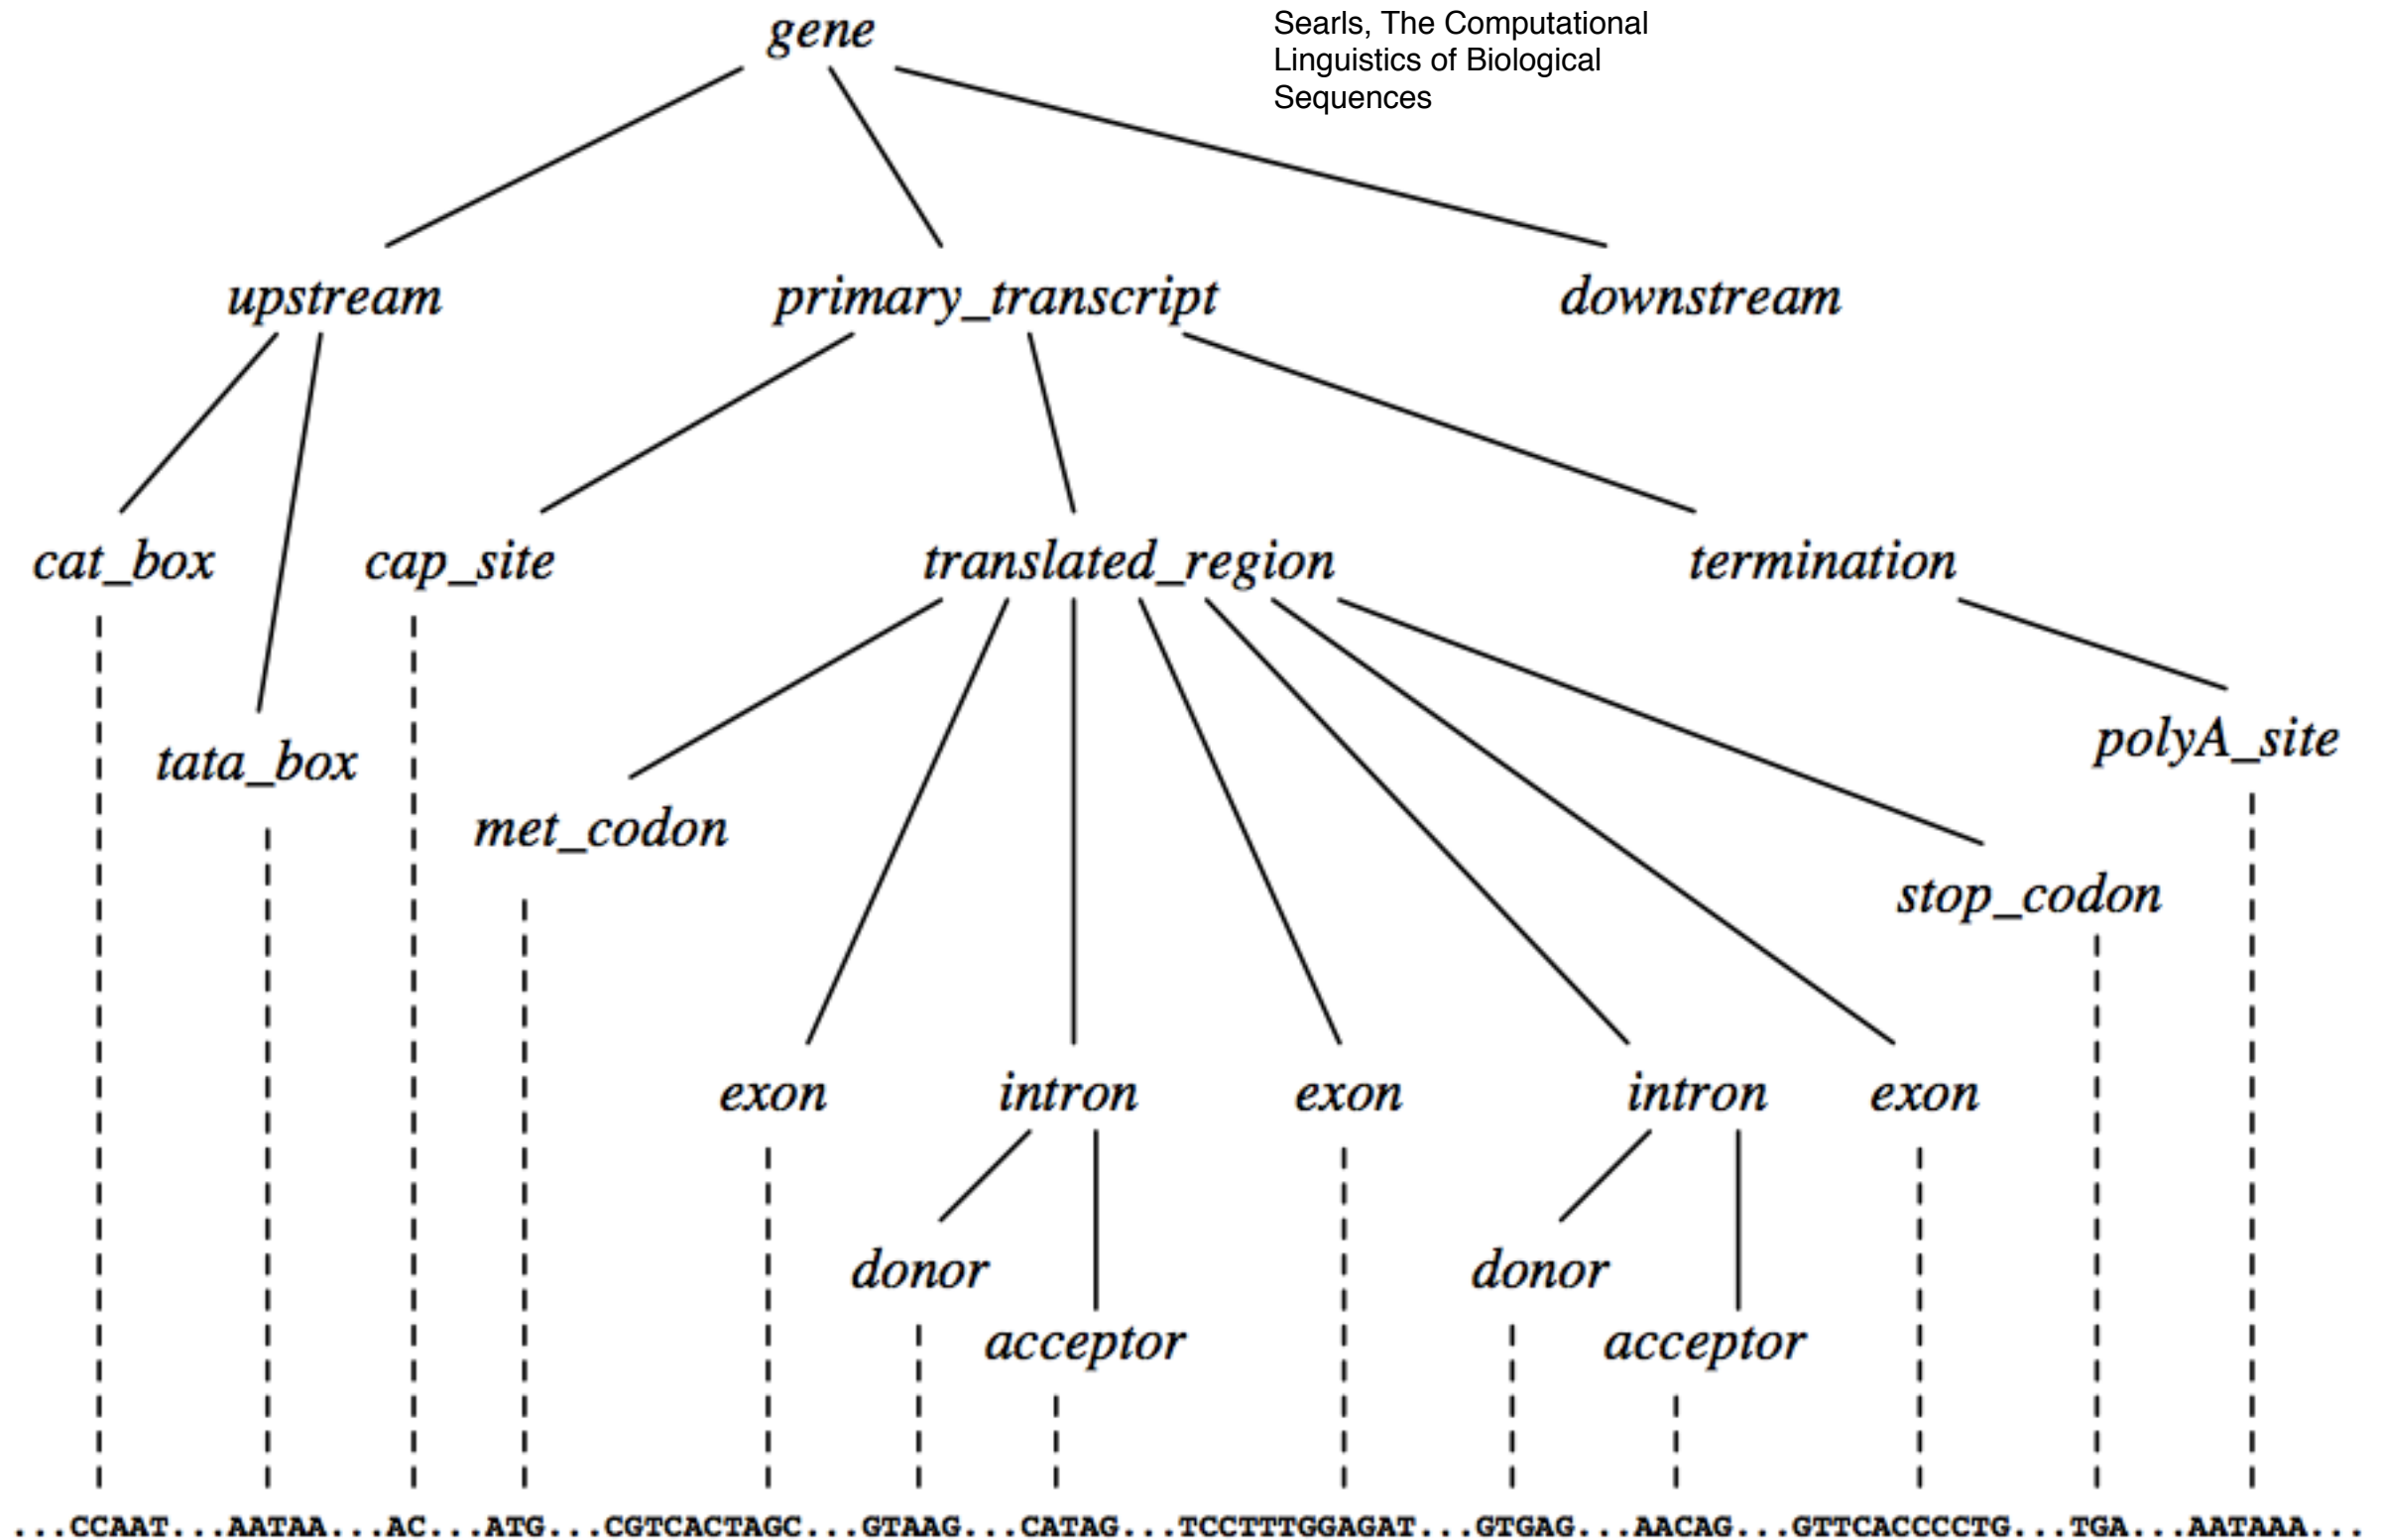 gene
Searls, The Computational
Linguistics of Biological
Sequences
upstream primary_transcript downstream
cat_box cap_site translated_region termination
polyA_site
tata_box
met_codon
stop_codon
exon intron exon intron exon
donor donor
acceptor acceptor
...CCAAT...AATAA...AC...ATG...CGTCACTAGC...GTAAG...CATAG...TCCTTTGGAGAT...GTGAG...AACAG...GTTCACCCCTG...TGA...AATAAA...